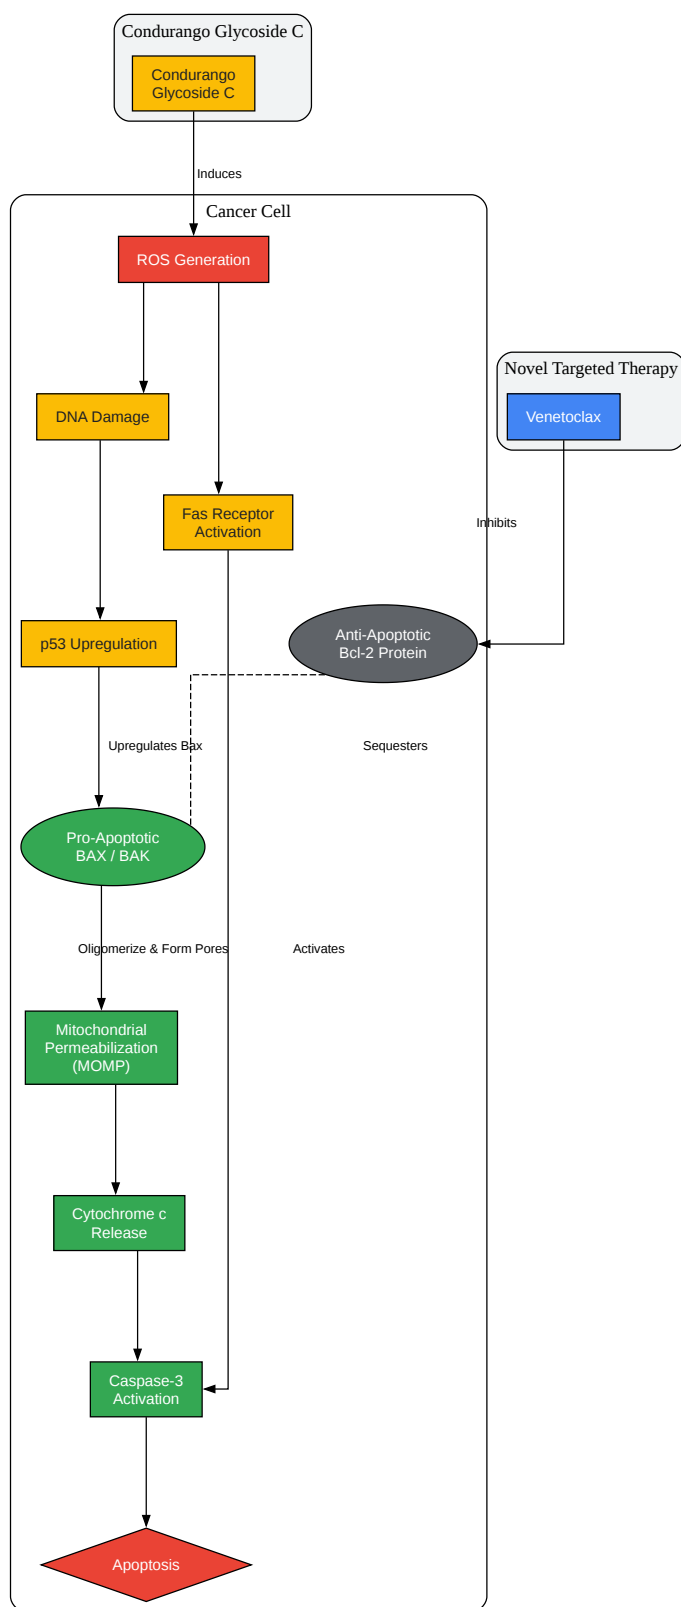 Condurango Glycoside C
Condurango
Glycoside C
Induces
Cancer Cell
ROS Generation
Novel Targeted Therapy
DNA Damage
Venetoclax
Fas Receptor
Activation
Inhibits
p53 Upregulation
Anti-Apoptotic
Bcl-2 Protein
Upregulates Bax
Sequesters
Pro-Apoptotic
BAX / BAK
Oligomerize & Form Pores
Activates
Mitochondrial
Permeabilization
(MOMP)
Cytochrome c
Release
Caspase-3
Activation
Apoptosis